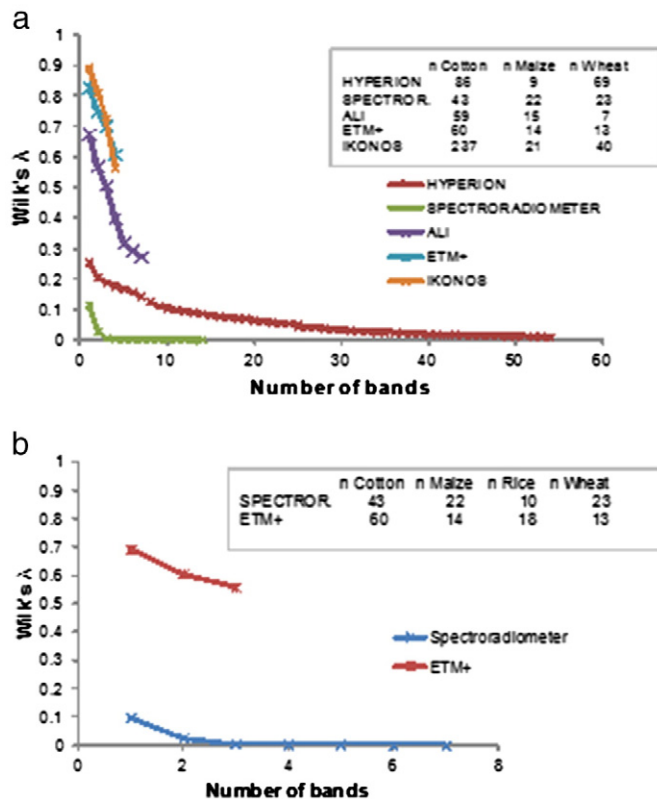 a
n Cotton n Maize n Wheat
HYPERION 86 9 69
SPECTROR. 43 22 23
ALI 59 15 7
ETM+ 60 14 13
IKONOS 237 21 40
HYPERION
SPECTRORADIOMETER
ALI
ETM+
IKONOS
Wilk's λ
1
0.9
0.8
0.7
0.6
0.5
0.4
0.3
0.2
0.1
0
0 10 20 30 40 50 60
Number of bands
b
n Cotton n Maize n Rice n Wheat
SPECTROR. 43 22 10 23
ETM+ 60 14 18 13
Spectroradiometer
ETM+
Wilk's λ
1
0.9
0.8
0.7
0.6
0.5
0.4
0.3
0.2
0.1
0
0 2 4 6 8
Number of bands